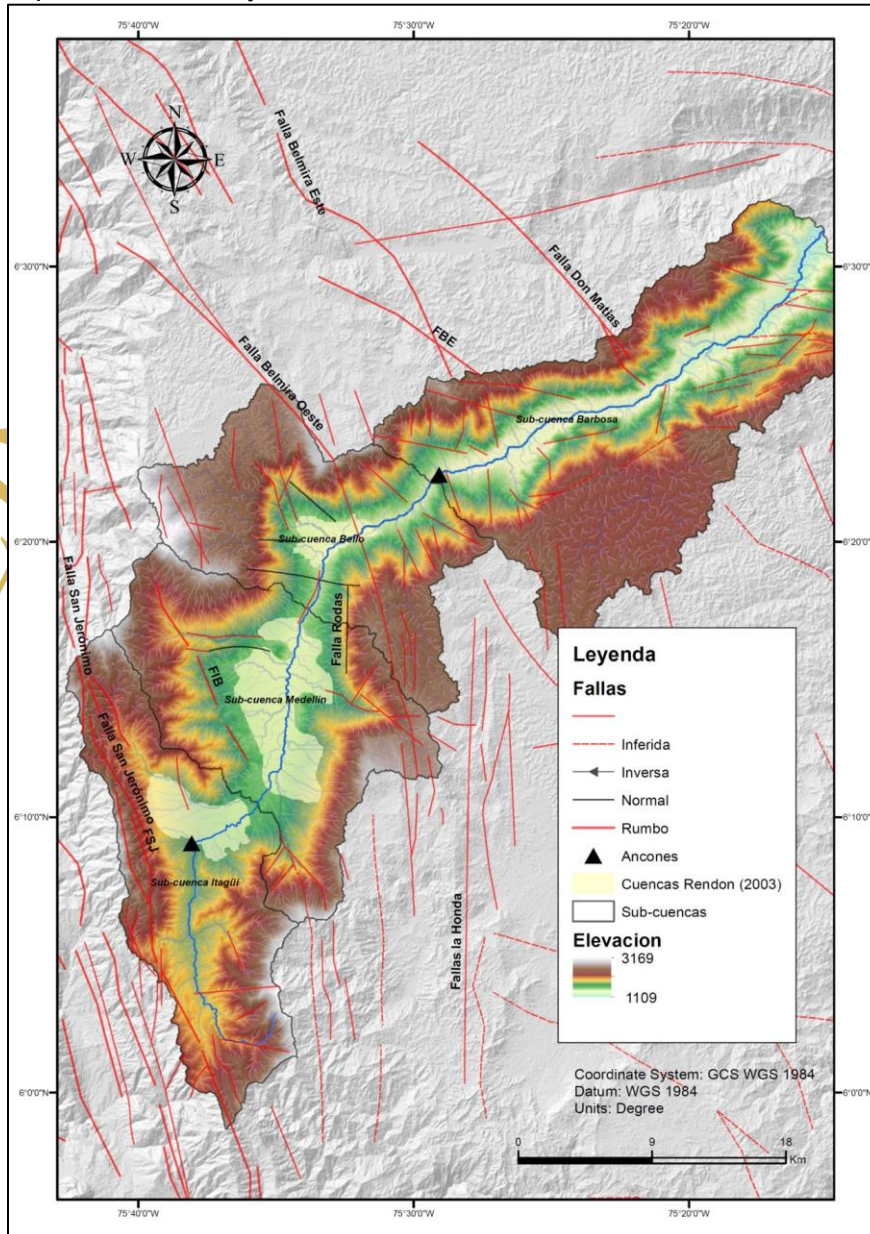 75°40'0"W
75°30'0"W
75°20'0"W
N
W
E
S
Falla Belmira Este
6°30'0"N
6°30'0"N
Falla Don Matias
FBE
Falla Belmira Oeste
Sub-cuenca Barbosa
6°20'0"N
6°20'0"N
Sub-cuenca Bello
Falla San Jerónimo
Falla Rodas
FIB
Sub-cuenca Medellín
Falla San Jerónimo FSJ
6°10'0"N
6°10'0"N
Sub-cuenca Itagüí
Fallas la Honda
6°0'0"N
6°0'0"N
Leyenda
Fallas
Inferida
Inversa
Normal
Rumbo
Ancones
Cuencas Rendon (2003)
Sub-cuencas
Elevacion
3169
1109
Coordinate System: GCS WGS 1984
Datum: WGS 1984
Units: Degree
0
9
18
Km
75°40'0"W
75°30'0"W
75°20'0"W